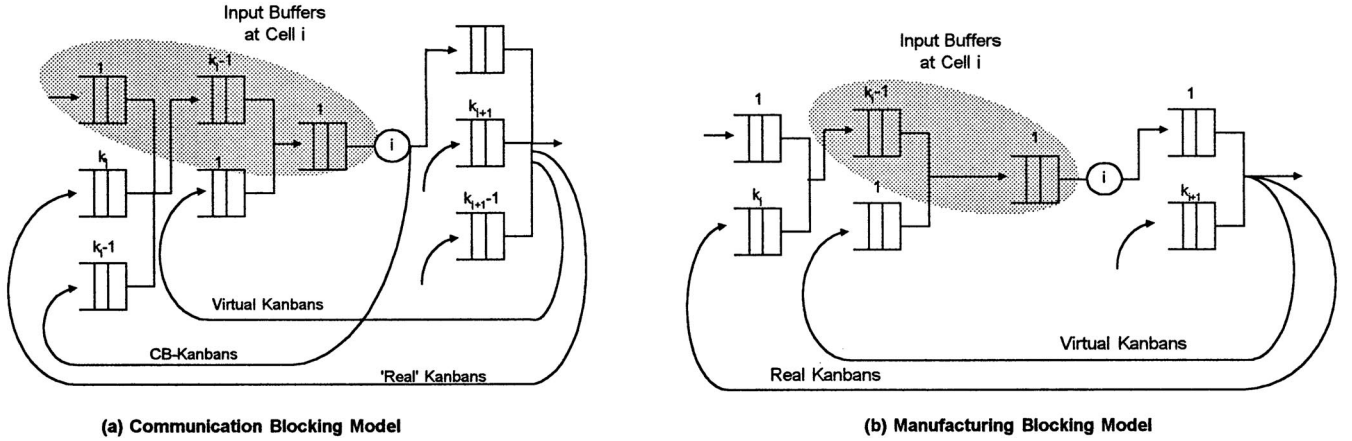 Input Buffers
at Cell i
1
k_i-1
1
i
k_i
1
k_i-1
k_{i+1}
k_{i+1}-1
Virtual Kanbans
CB-Kanbans
'Real' Kanbans
(a) Communication Blocking Model
Input Buffers
at Cell i
1
k_i-1
1
i
1
k_i
1
k_{i+1}
Virtual Kanbans
Real Kanbans
(b) Manufacturing Blocking Model